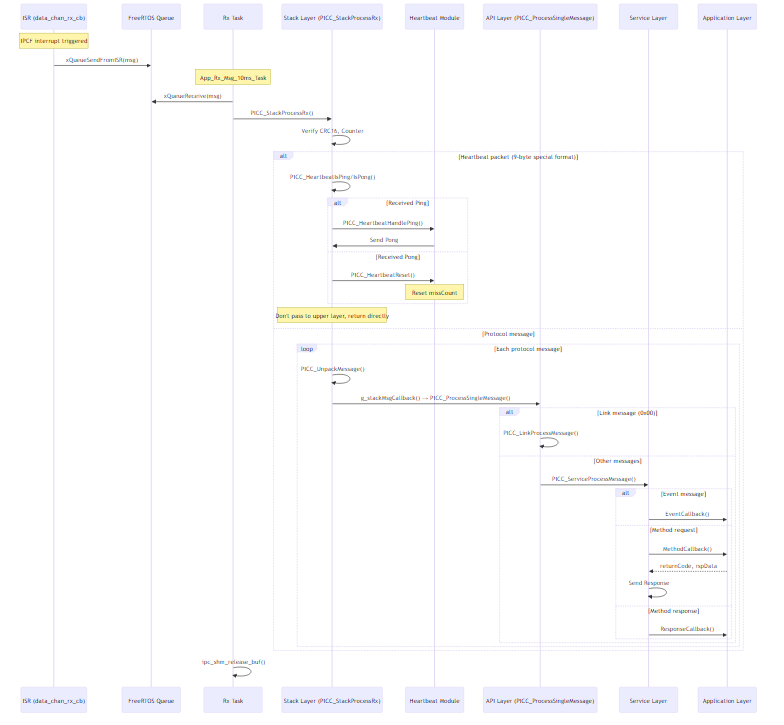 ISR (data_chan_rx_cb)
FreeRTOS Queue
Rx Task
Stack Layer (PICC_StackProcessRx)
Heartbeat Module
API Layer (PICC_ProcessSingleMessage)
Service Layer
Application Layer
IPCF interrupt triggered
xQueueSendFromISR(msg)
App_Rx_Msg_10ms_Task
xQueueReceive(msg)
PICC_StackProcessRx()
Verify CRC16, Counter
alt
[Heartbeat packet (9-byte special format)]
PICC_HeartbeatIsPing/IsPong()
alt
[Received Ping]
PICC_HeartbeatHandlePing()
Send Pong
[Received Pong]
PICC_HeartbeatReset()
Reset missCount
Don't pass to upper layer, return directly
[Protocol message]
loop
[Each protocol message]
PICC_UnpackMessage()
g_stackMsgCallback() → PICC_ProcessSingleMessage()
alt
[Link message (0x00)]
PICC_LinkProcessMessage()
[Other messages]
PICC_ServiceProcessMessage()
alt
[Event message]
EventCallback()
[Method request]
MethodCallback()
returnCode, rspData
Send Response
[Method response]
ResponseCallback()
ipc_shm_release_buf()
ISR (data_chan_rx_cb)
FreeRTOS Queue
Rx Task
Stack Layer (PICC_StackProcessRx)
Heartbeat Module
API Layer (PICC_ProcessSingleMessage)
Service Layer
Application Layer